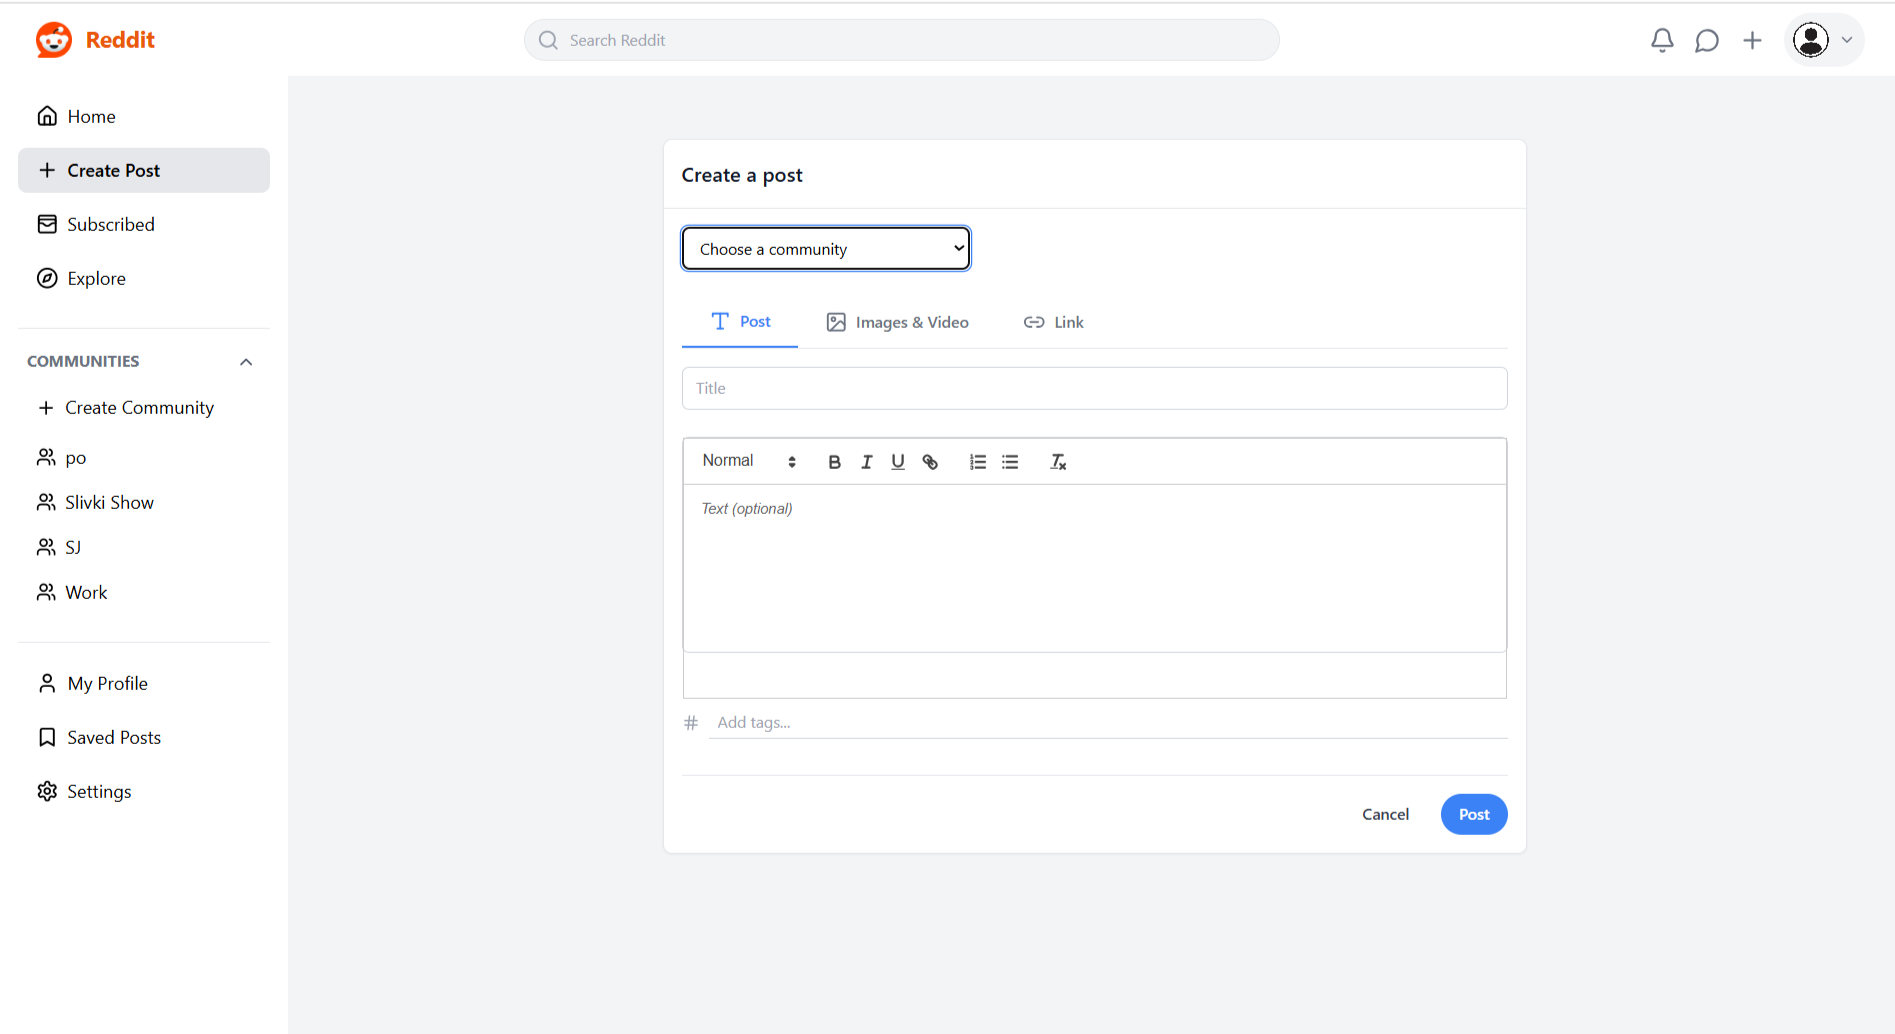 Reddit
Search Reddit
Home
Create Post
Subscribed
Explore
COMMUNITIES
Create Community
po
Slivki Show
SJ
Work
My Profile
Saved Posts
Settings
Create a post
Choose a community
Post
Images & Video
Link
Title
Normal
Text (optional)
# Add tags...
Cancel
Post